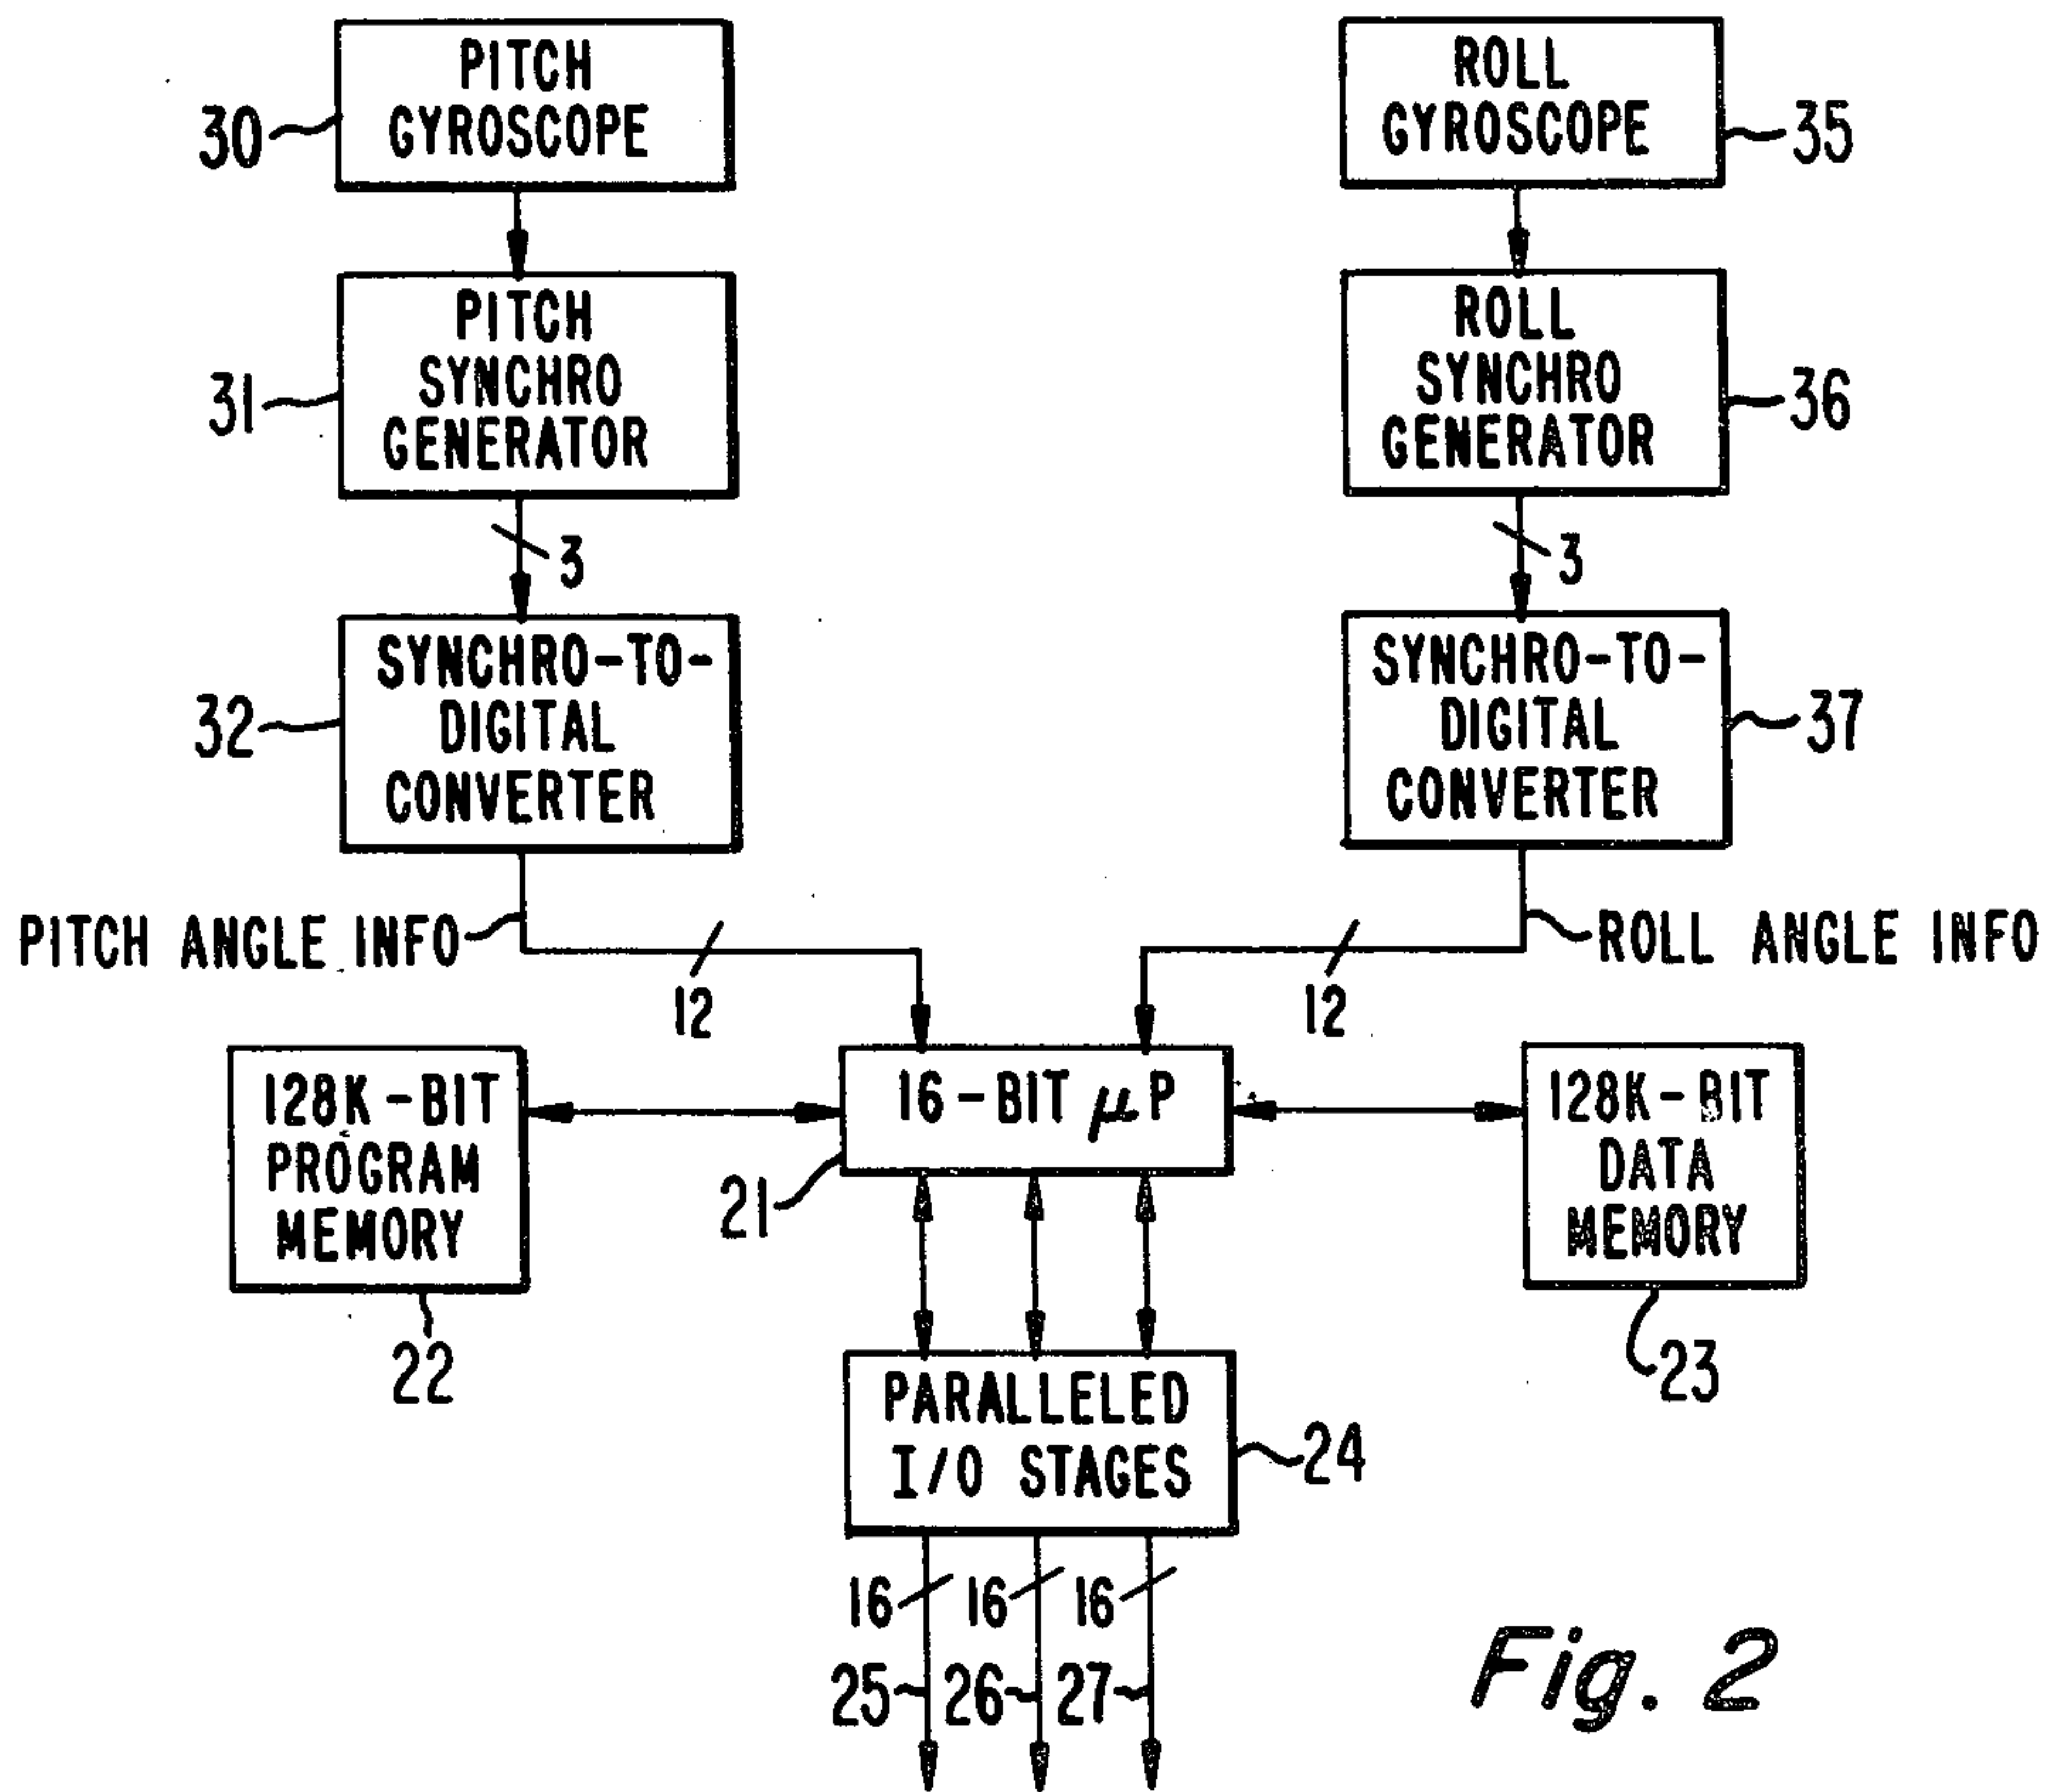 PITCH
GYROSCOPE
30
ROLL
GYROSCOPE
35
PITCH
SYNCHRO
GENERATOR
31
ROLL
SYNCHRO
GENERATOR
36
3
3
SYNCHRO-TO-
DIGITAL
CONVERTER
32
SYNCHRO-TO-
DIGITAL
CONVERTER
37
PITCH ANGLE INFO
12
12
ROLL ANGLE INFO
128K-BIT
PROGRAM
MEMORY
22
16-BIT μP
21
128K-BIT
DATA
MEMORY
23
PARALLELED
I/O STAGES
24
16 16 16
25 26 27
Fig. 2